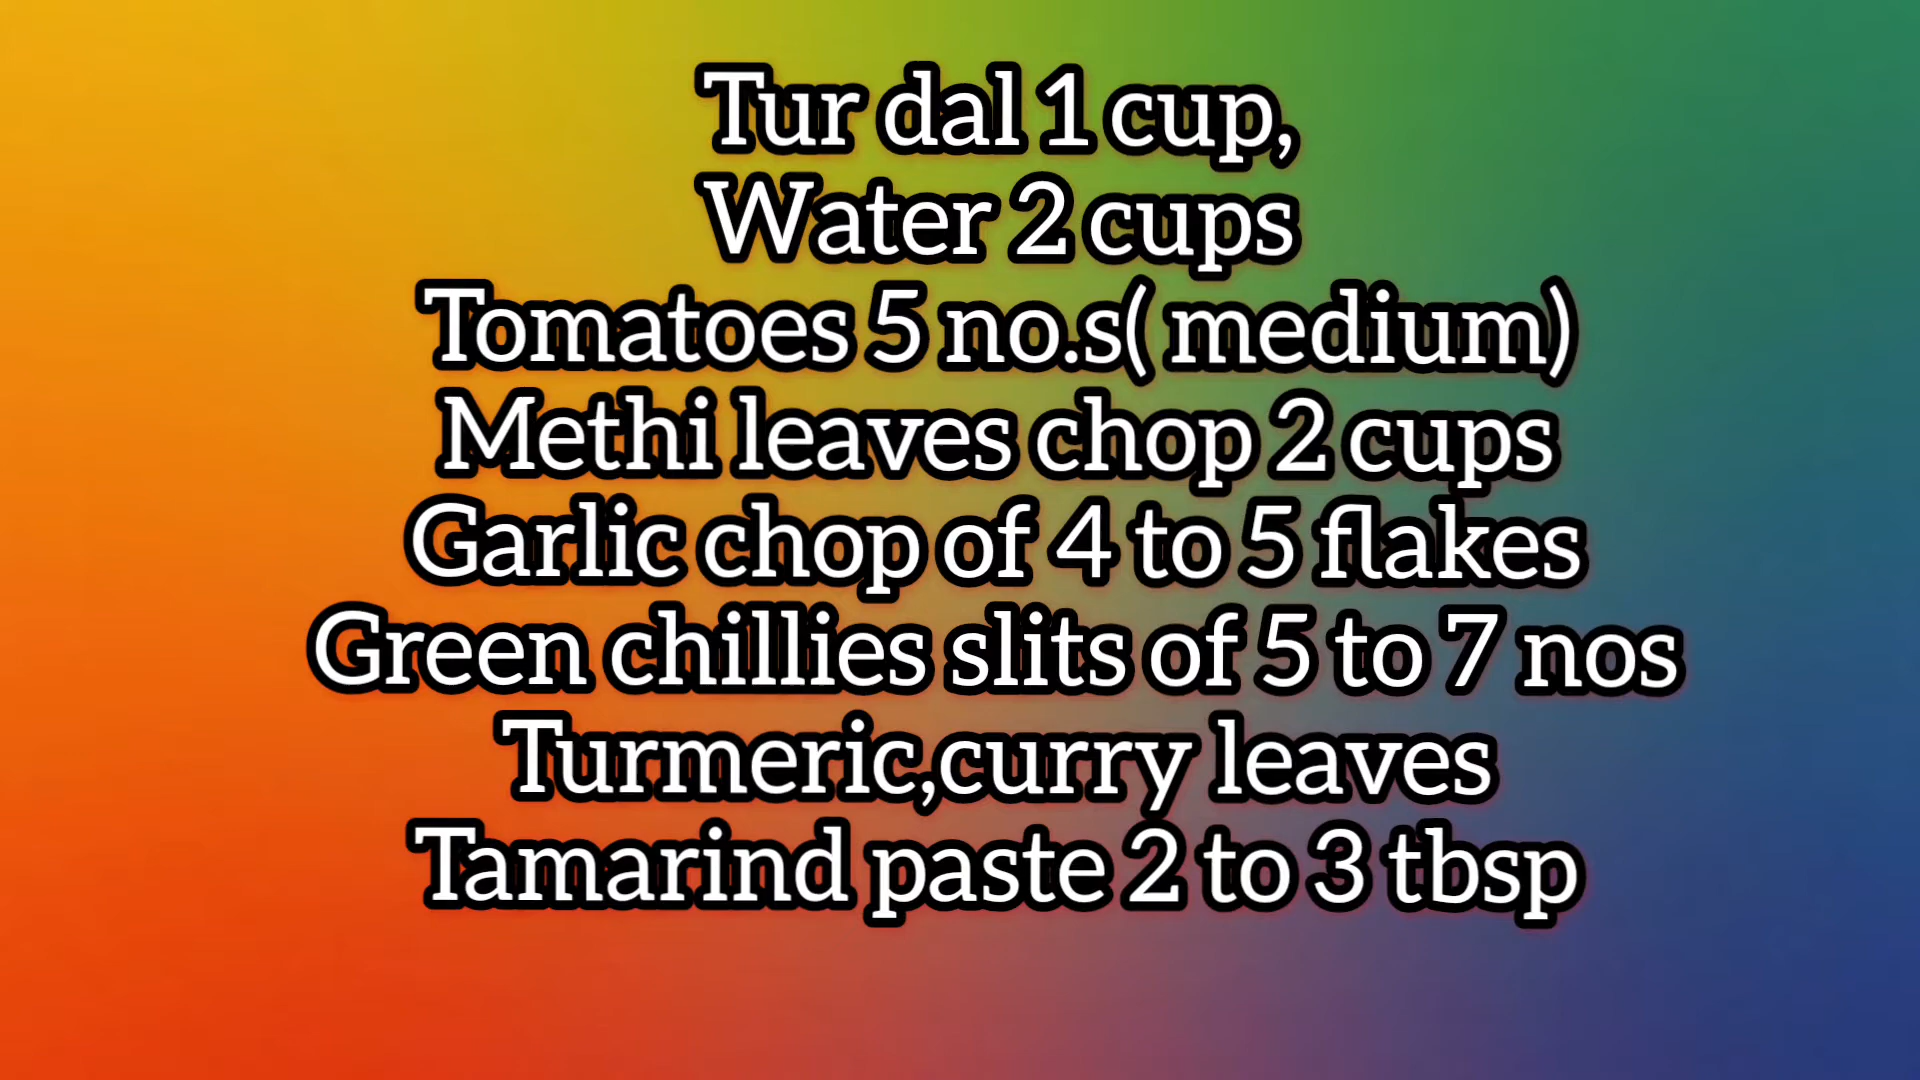 Tur dal 1 cup,
Water 2 cups
Tomatoes 5 no.s( medium)
Methi leaves chop 2 cups
Garlic chop of 4 to 5 flakes
Green chillies slits of 5 to 7 nos
Turmeric,curry leaves
Tamarind paste 2 to 3 tbsp